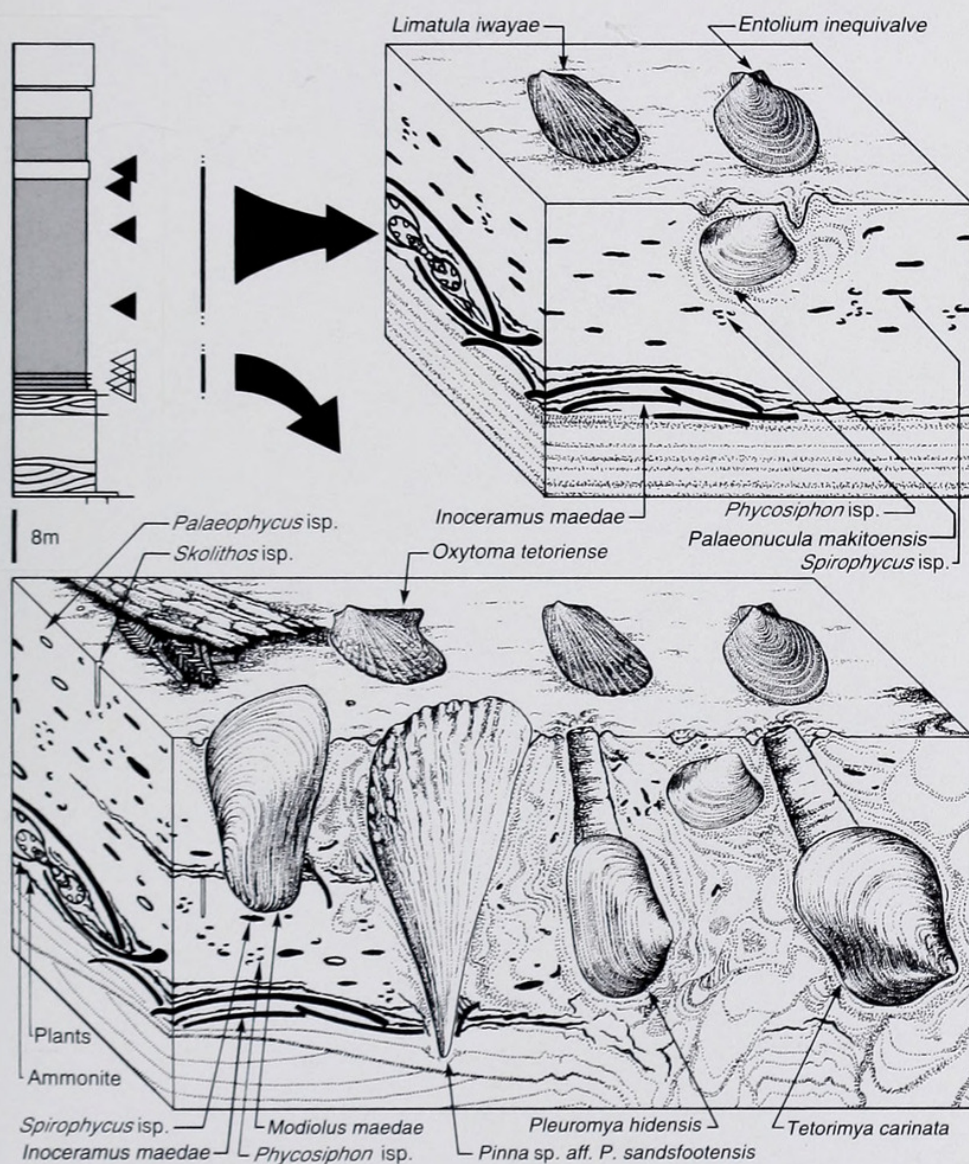 Limatula iwayae
Entolium inequivalve
Inoceramus maedae
Phycosiphon isp.
Palaeonucula makitoensis
Spirophycus isp.
8m
Palaeophycus isp.
Skolithos isp.
Oxytoma tetoriense
Plants
Ammonite
Spirophycus isp.
Modiolus maedae
Pleuromya hidensis
Tetorimya carinata
Inoceramus maedae
Phycosiphon isp.
Pinna sp. aff. P. sandsfootensis